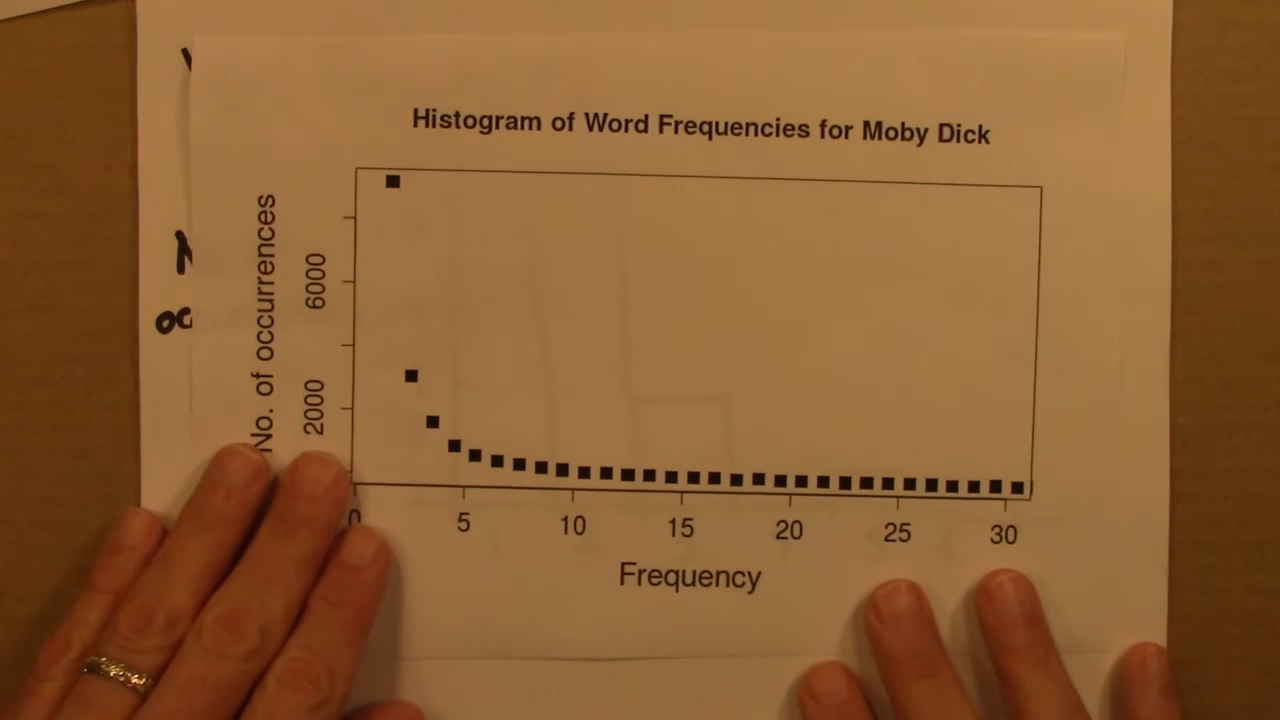 Histogram of Word Frequencies for Moby Dick
No. of occurrences
6000
2000
0 5 10 15 20 25 30
Frequency